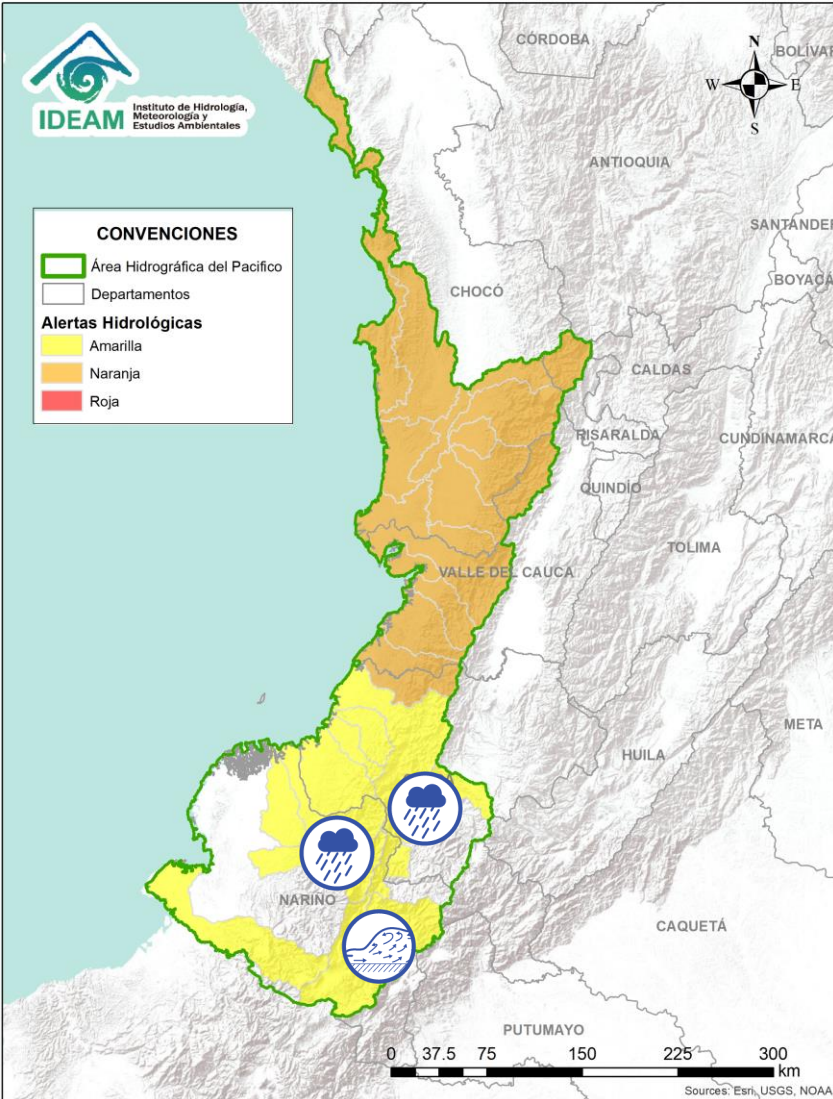 IDEAM
Instituto de Hidrología,
Meteorología y
Estudios Ambientales
CÓRDOBA
BOLÍVAR
N
W
E
S
ANTIOQUIA
SANTANDER
CONVENCIONES
Área Hidrográfica del Pacifico
Departamentos
Alertas Hidrológicas
Amarilla
Naranja
Roja
BOYACÁ
CHOCÓ
CALDAS
RISARALDA
CUNDINAMARCA
QUINDÍO
TOLIMA
VALLE DEL CAUCA
META
HUILA
NARIÑO
CAQUETÁ
PUTUMAYO
0 37.5 75 150 225 300
km
Sources: Esri, USGS, NOAA